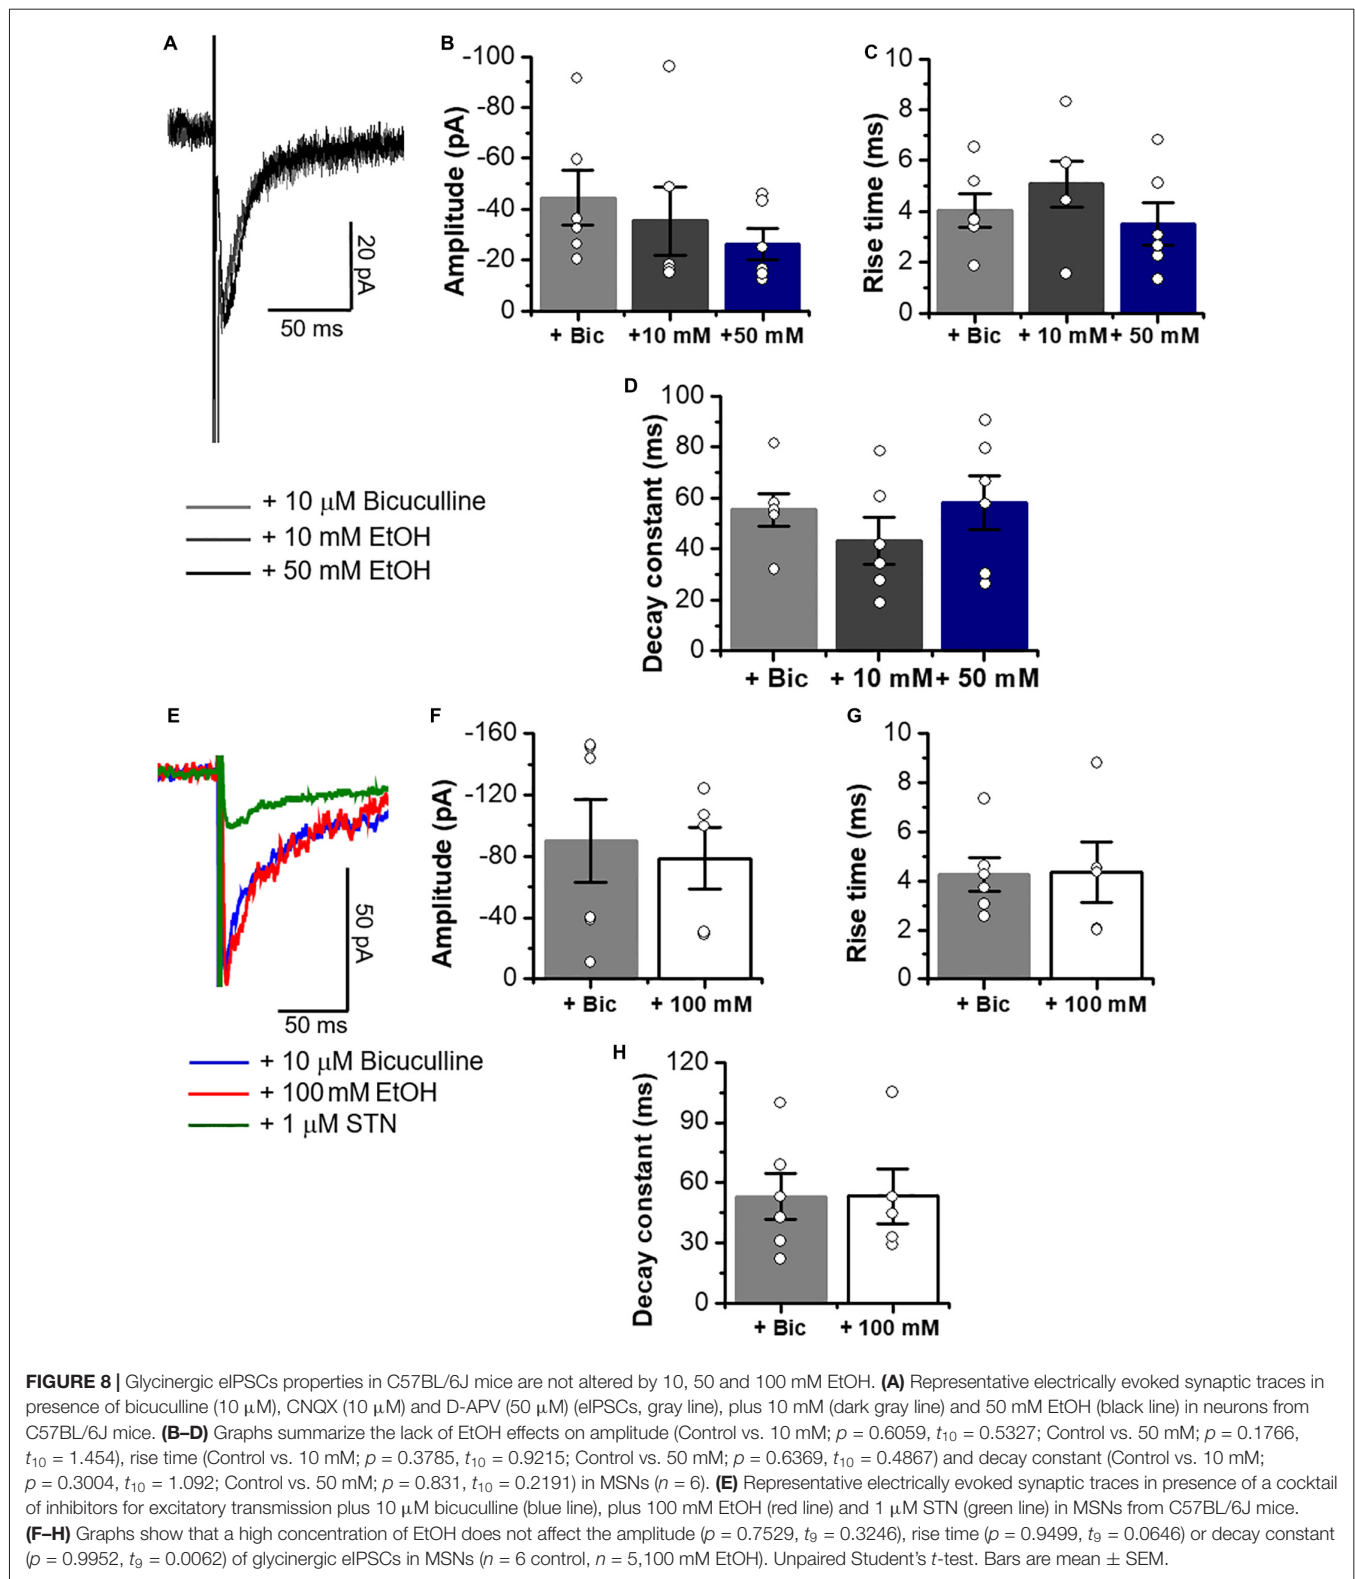 A
20 pA
50 ms
+ 10 μM Bicuculline
+ 10 mM EtOH
+ 50 mM EtOH
B
Amplitude (pA)
-100
-80
-60
-40
-20
0
+ Bic
+10 mM
+50 mM
C
Rise time (ms)
10
8
6
4
2
0
+ Bic
+ 10 mM
+ 50 mM
D
Decay constant (ms)
100
80
60
40
20
0
+ Bic
+ 10 mM
+ 50 mM
E
50 pA
50 ms
+ 10 μM Bicuculline
+ 100 mM EtOH
+ 1 μM STN
F
Amplitude (pA)
-160
-120
-80
-40
0
+ Bic
+ 100 mM
G
Rise time (ms)
10
8
6
4
2
0
+ Bic
+ 100 mM
H
Decay constant (ms)
120
90
60
30
0
+ Bic
+ 100 mM
FIGURE 8 | Glycinergic eIPSCs properties in C57BL/6J mice are not altered by 10, 50 and 100 mM EtOH. (A) Representative electrically evoked synaptic traces in
presence of bicuculline (10 μM), CNQX (10 μM) and D-APV (50 μM) (eIPSCs, gray line), plus 10 mM (dark gray line) and 50 mM EtOH (black line) in neurons from
C57BL/6J mice. (B–D) Graphs summarize the lack of EtOH effects on amplitude (Control vs. 10 mM; p = 0.6059, t10 = 0.5327; Control vs. 50 mM; p = 0.1766,
t10 = 1.454), rise time (Control vs. 10 mM; p = 0.3785, t10 = 0.9215; Control vs. 50 mM; p = 0.6369, t10 = 0.4867) and decay constant (Control vs. 10 mM;
p = 0.3004, t10 = 1.092; Control vs. 50 mM; p = 0.831, t10 = 0.2191) in MSNs (n = 6). (E) Representative electrically evoked synaptic traces in presence of a cocktail
of inhibitors for excitatory transmission plus 10 μM bicuculline (blue line), plus 100 mM EtOH (red line) and 1 μM STN (green line) in MSNs from C57BL/6J mice.
(F–H) Graphs show that a high concentration of EtOH does not affect the amplitude (p = 0.7529, t9 = 0.3246), rise time (p = 0.9499, t9 = 0.0646) or decay constant
(p = 0.9952, t9 = 0.0062) of glycinergic eIPSCs in MSNs (n = 6 control, n = 5,100 mM EtOH). Unpaired Student's t-test. Bars are mean ± SEM.